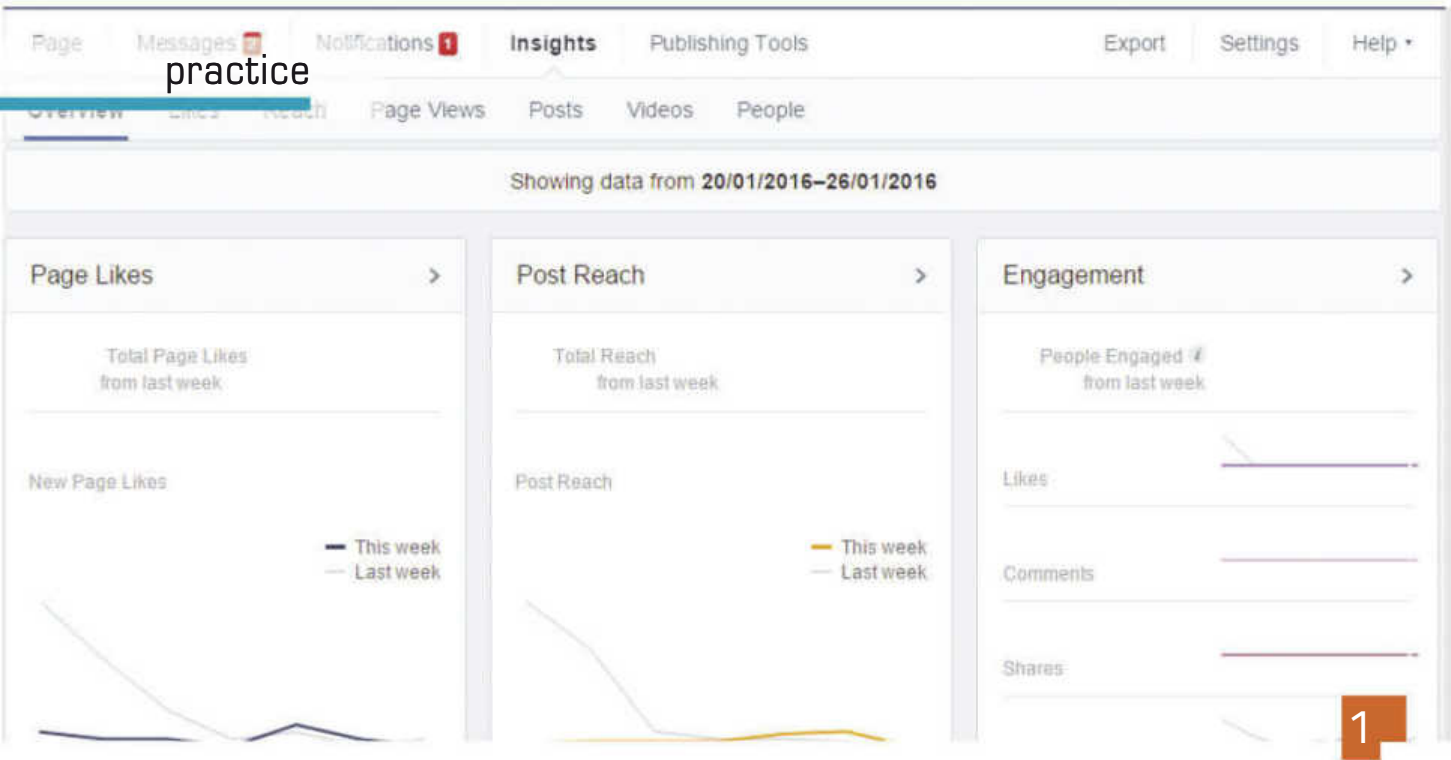 Page Messages Notifications 1 Insights Publishing Tools Export Settings Help
practice
Overview Likes Reach Page Views Posts Videos People
Showing data from 20/01/2016–26/01/2016
Page Likes > Post Reach > Engagement >
Total Page Likes Total Reach People Engaged i
from last week from last week from last week
New Page Likes Post Reach Likes
This week This week
Last week Last week Comments
Shares
1